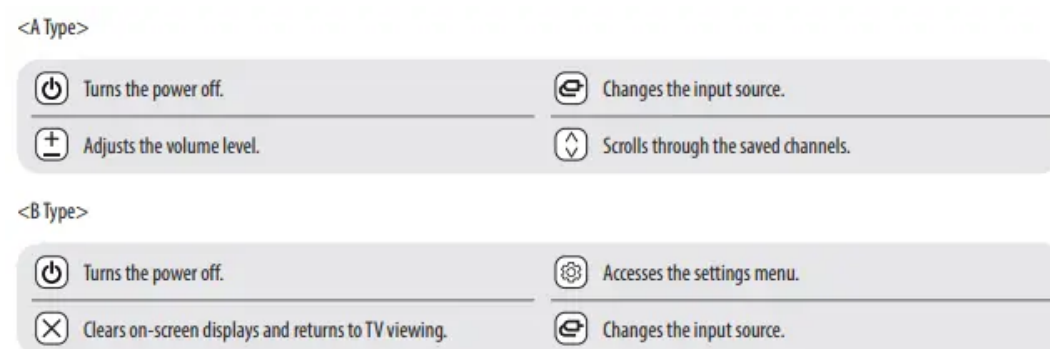 <A Type>
Turns the power off.
Changes the input source.
Adjusts the volume level.
Scrolls through the saved channels.
<B Type>
Turns the power off.
Accesses the settings menu.
Clears on-screen displays and returns to TV viewing.
Changes the input source.